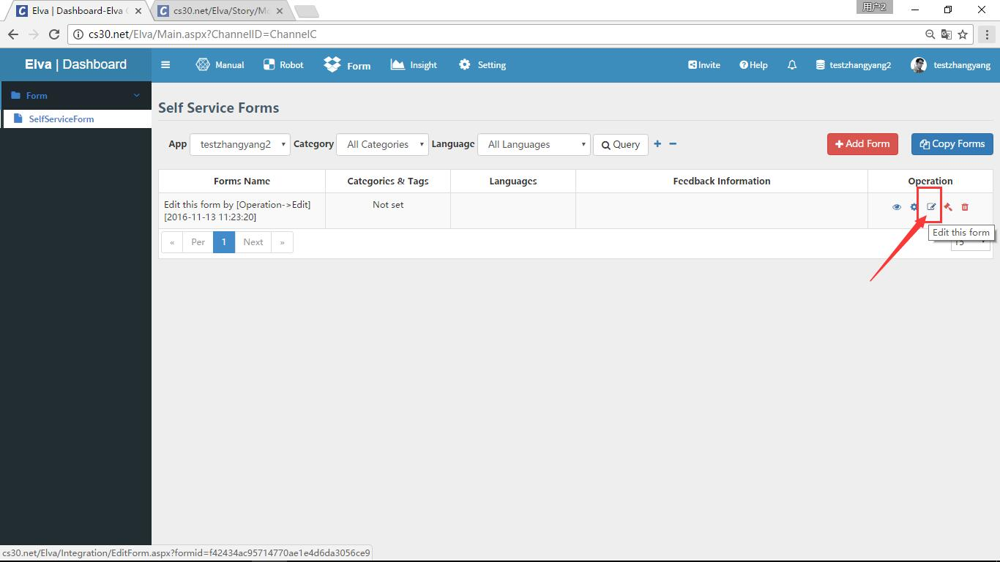 Elva | Dashboard-Elva C
cs30.net/Elva/Story/Mo
用户2
cs30.net/Elva/Main.aspx?ChannelID=ChannelC
Elva | Dashboard
Manual
Robot
Form
Insight
Setting
Invite
Help
testzhangyang2
testzhangyang
Form
SelfServiceForm
Self Service Forms
App
testzhangyang2
Category
All Categories
Language
All Languages
Query
Add Form
Copy Forms
Forms Name
Categories & Tags
Languages
Feedback Information
Operation
Edit this form by [Operation->Edit]
[2016-11-13 11:23:20]
Not set
Edit this form
« Per 1 Next »
15
cs30.net/Elva/Integration/EditForm.aspx?formid=f42434ac95714770ae1e4d6da3056ce9